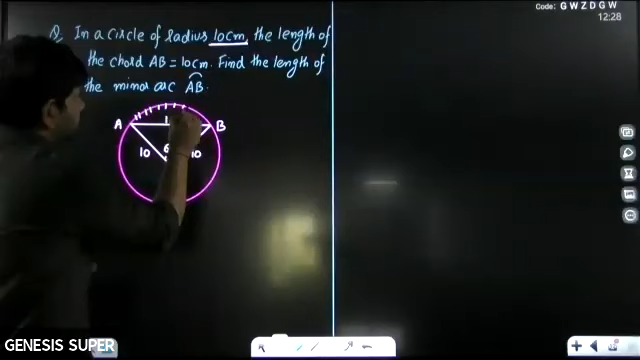 Code: G W Z D G W
12:28
Q. In a circle of radius 10cm, the length of
the chord AB = 10cm. Find the length of
the minor arc AB.
A
B
10
10
GENESIS SUPER